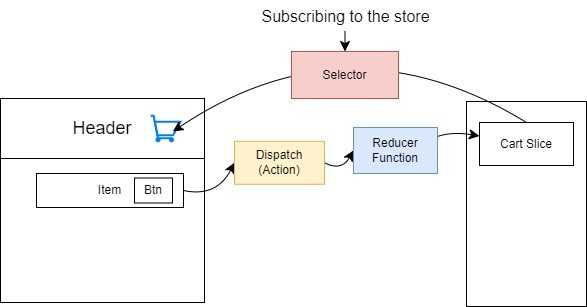 Subscribing to the store
Selector
Header
Item
Btn
Dispatch
(Action)
Reducer
Function
Cart Slice